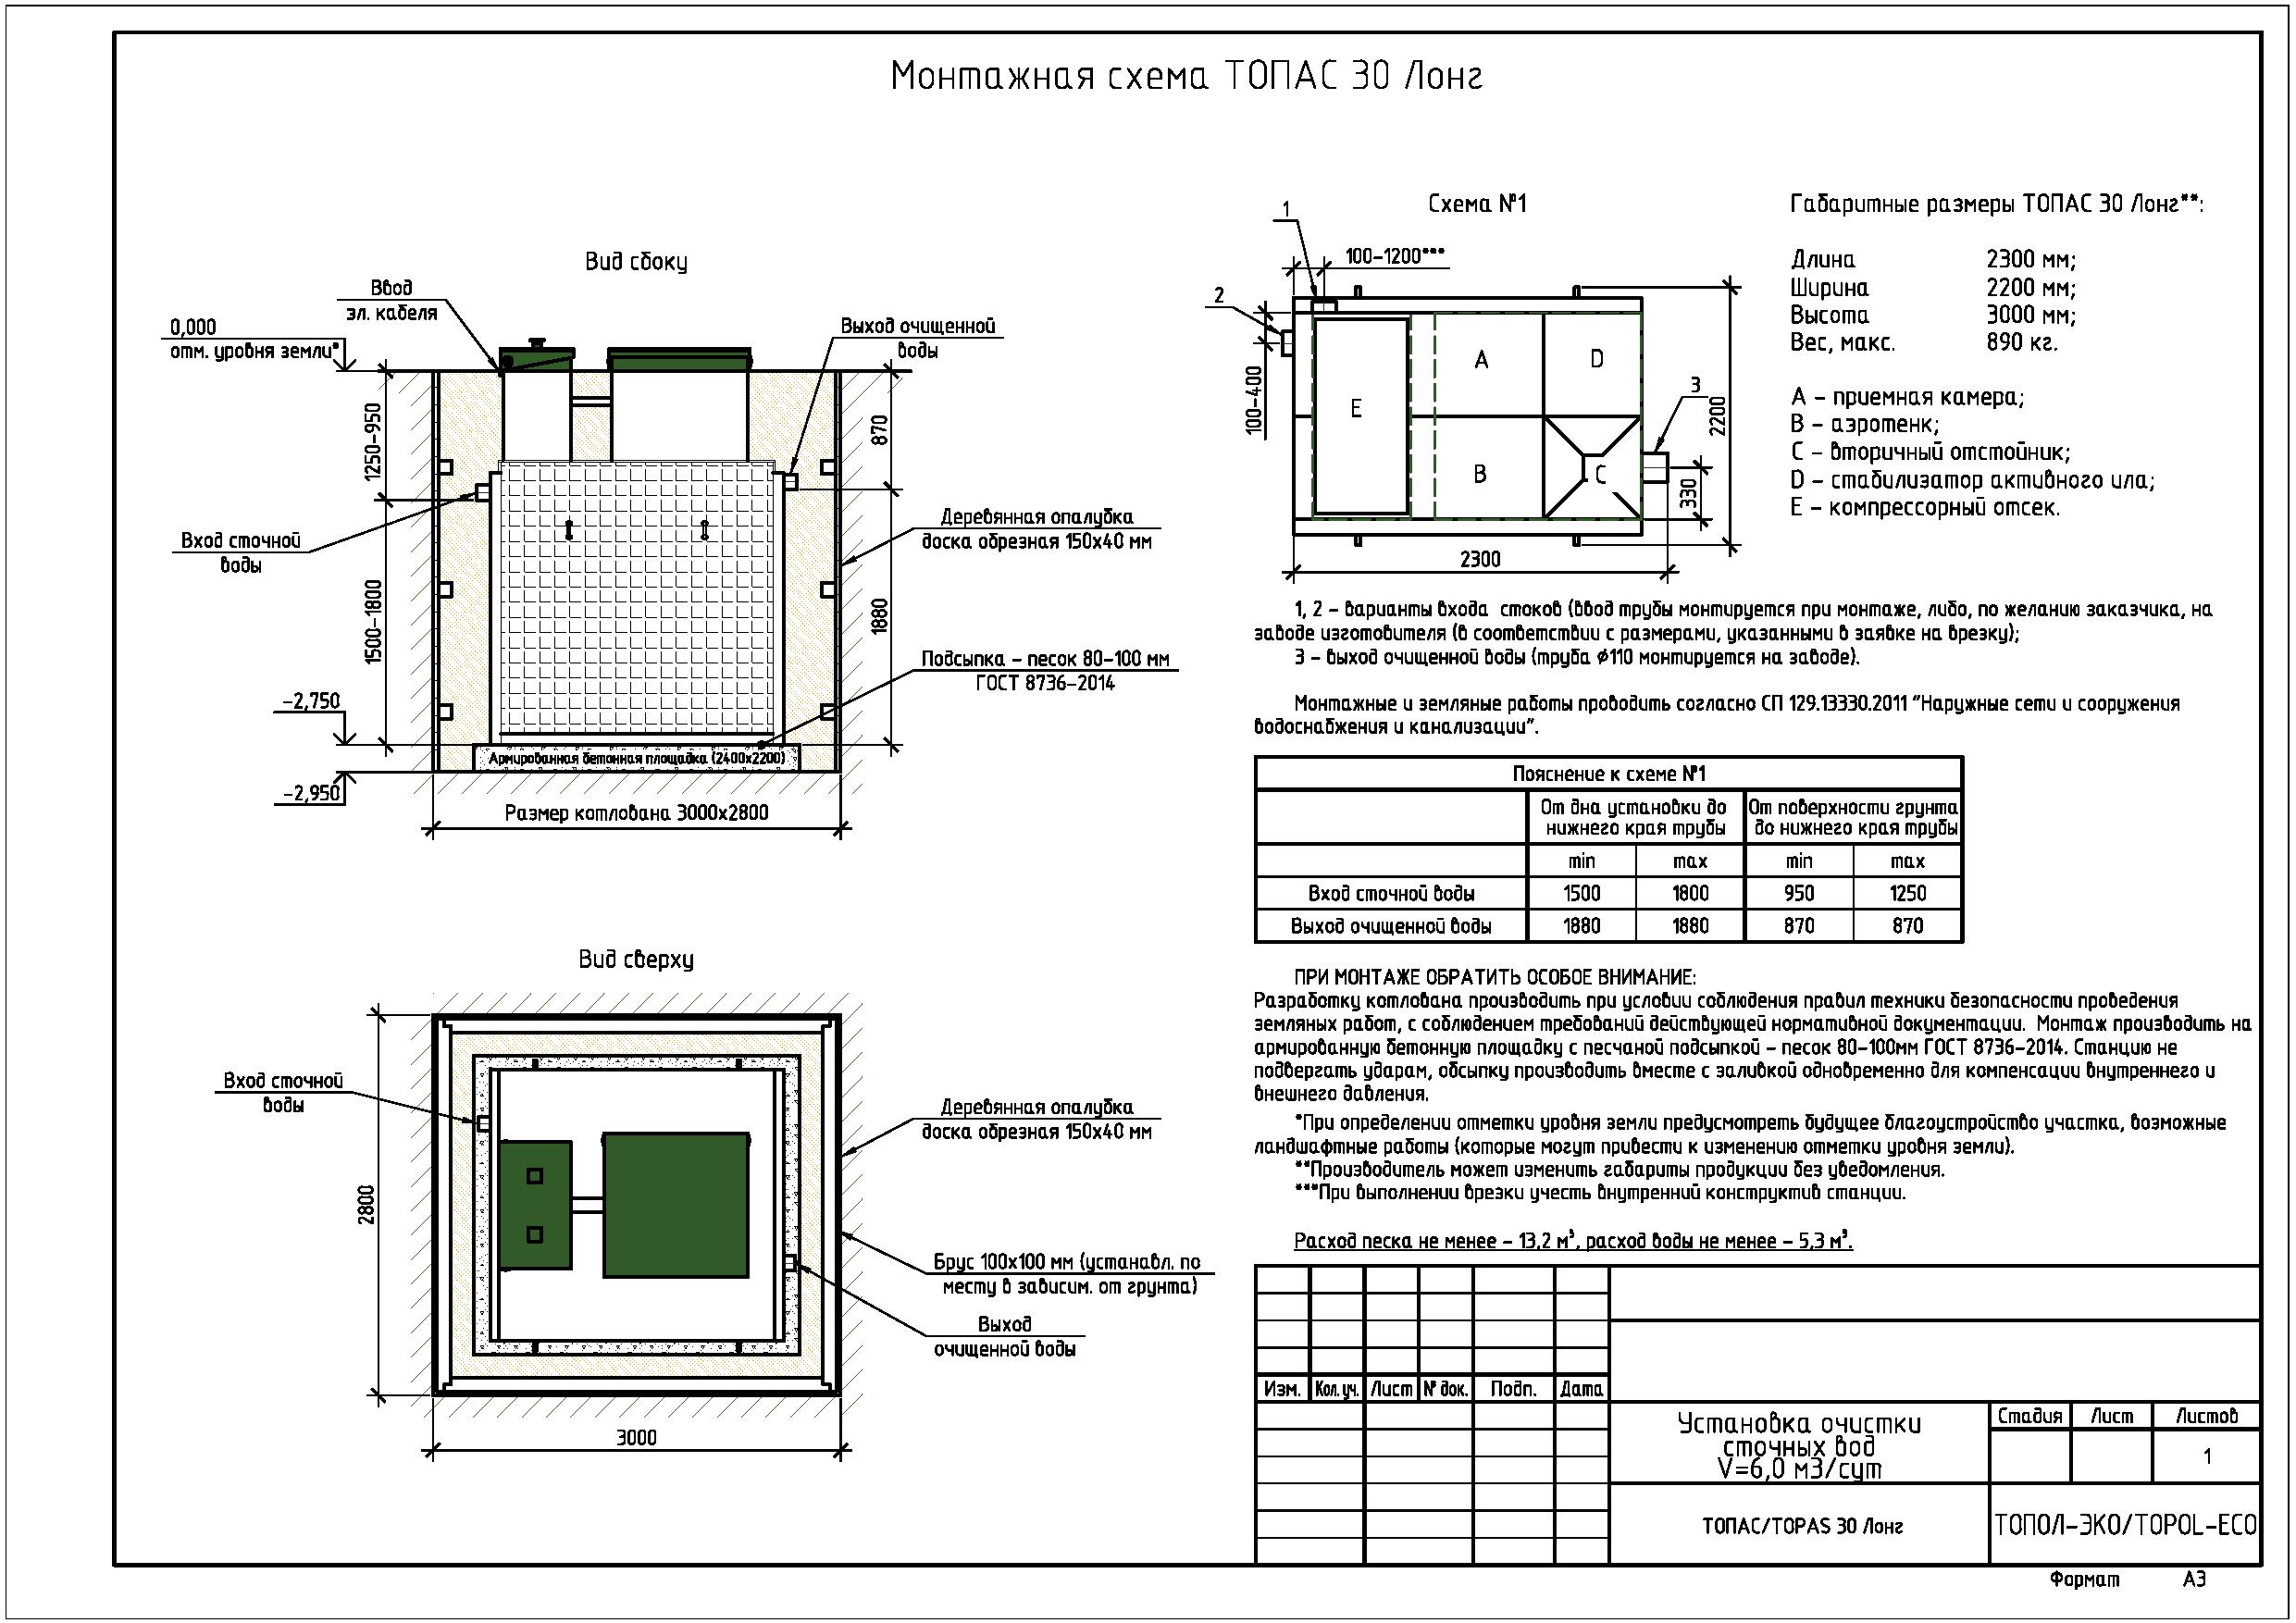 Монтажная схема ТОПАС 30 Лонг
Вид сбоку
Ввод
эл. кабеля
0,000
отм. уровня земли*
Выход очищенной
воды
1250-950
870
Вход сточной
воды
Деревянная опалубка
доска обрезная 150х40 мм
1500-1800
1880
Подсыпка - песок 80-100 мм
ГОСТ 8736-2014
-2,750
Армированная бетонная площадка (2400х2200)
-2,950
Размер котлована 3000х2800
Вид сверху
Вход сточной
воды
Деревянная опалубка
доска обрезная 150х40 мм
2800
Брус 100х100 мм (устанавл. по
месту в зависим. от грунта)
Выход
очищенной воды
3000
Схема №1
1
100-1200***
2
A
D
E
3
100-400
2200
B
C
330
2300
Габаритные размеры ТОПАС 30 Лонг**:
Длина 2300 мм;
Ширина 2200 мм;
Высота 3000 мм;
Вес, макс. 890 кг.
A - приемная камера;
B - аэротенк;
C - вторичный отстойник;
D - стабилизатор активного ила;
E - компрессорный отсек.
1, 2 - варианты входа стоков (ввод трубы монтируется при монтаже, либо, по желанию заказчика, на
заводе изготовителя (в соответствии с размерами, указанными в заявке на врезку);
3 - выход очищенной воды (труба ϕ110 монтируется на заводе).
Монтажные и земляные работы проводить согласно СП 129.13330.2011 "Наружные сети и сооружения
водоснабжения и канализации".
Пояснение к схеме №1
От дна установки до
нижнего края трубы
От поверхности грунта
до нижнего края трубы
min max min max
Вход сточной воды 1500 1800 950 1250
Выход очищенной воды 1880 1880 870 870
ПРИ МОНТАЖЕ ОБРАТИТЬ ОСОБОЕ ВНИМАНИЕ:
Разработку котлована производить при условии соблюдения правил техники безопасности проведения
земляных работ, с соблюдением требований действующей нормативной документации. Монтаж производить на
армированную бетонную площадку с песчаной подсыпкой - песок 80-100мм ГОСТ 8736-2014. Станцию не
подвергать ударам, обсыпку производить вместе с заливкой одновременно для компенсации внутреннего и
внешнего давления.
*При определении отметки уровня земли предусмотреть будущее благоустройство участка, возможные
ландшафтные работы (которые могут привести к изменению отметки уровня земли).
**Производитель может изменить габариты продукции без уведомления.
***При выполнении врезки учесть внутренний конструктив станции.
Расход песка не менее - 13,2 м³, расход воды не менее - 5,3 м³.
Изм. Кол. уч. Лист № док. Подп. Дата
Установка очистки
сточных вод
V=6,0 м3/сут
Стадия Лист Листов
1
ТОПАС/TOPAS 30 Лонг
ТОПОЛ-ЭКО/TOPOL-ECO
Формат А3